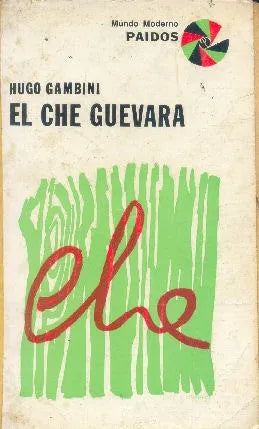 Mundo Moderno
PAIDOS
HUGO GAMBINI
EL CHE GUEVARA
Che